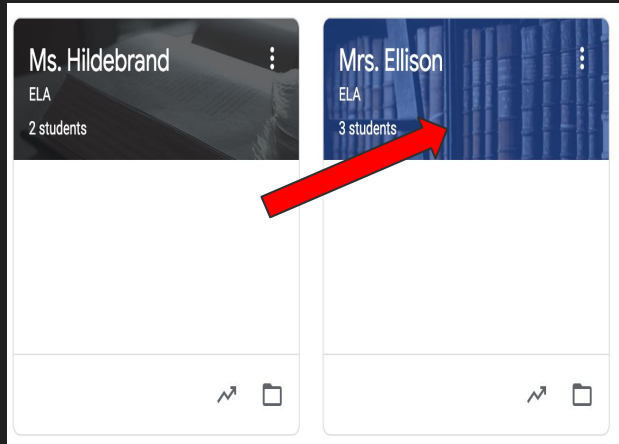 Ms. Hildebrand
ELA
2 students
Mrs. Ellison
ELA
3 students